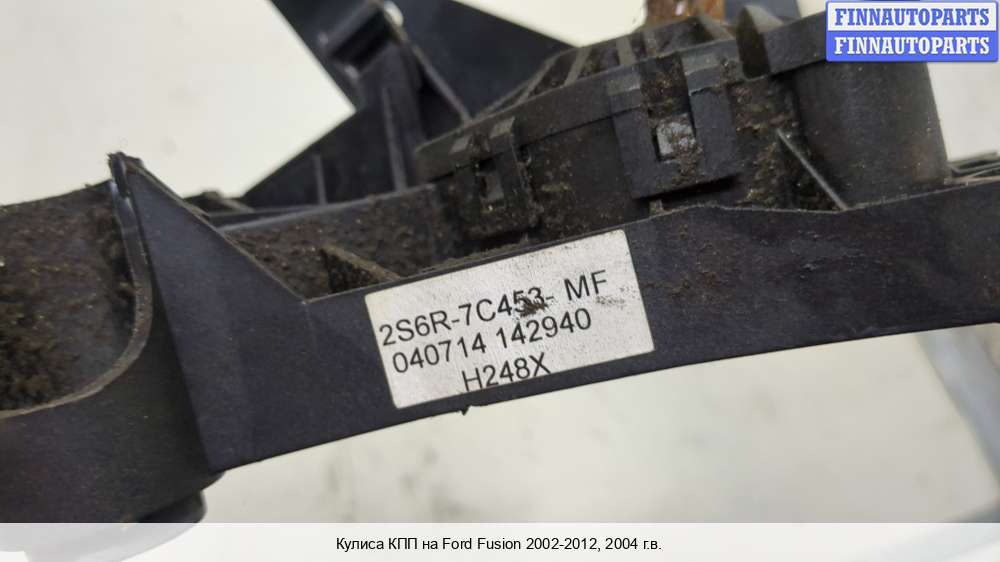 FINNAUTOPARTS
FINNAUTOPARTS
2S6R-7C453- MF
040714 142940
H248X
Кулиса КПП на Ford Fusion 2002-2012, 2004 г.в.